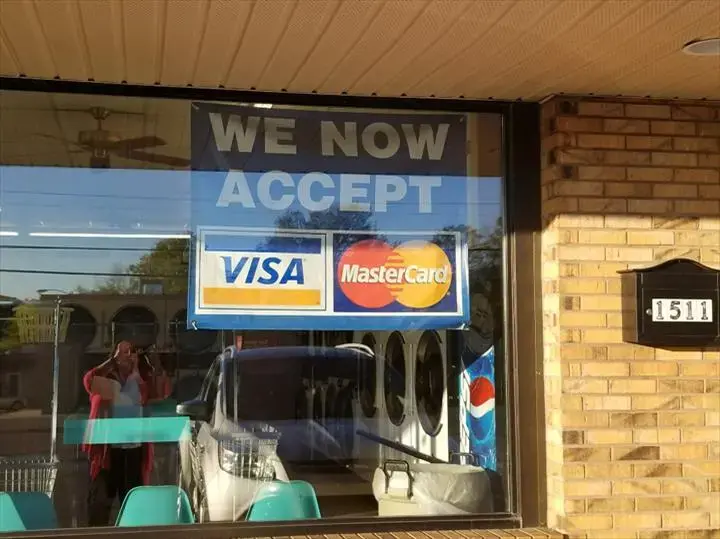 WE NOW
ACCEPT
VISA
MasterCard
1511